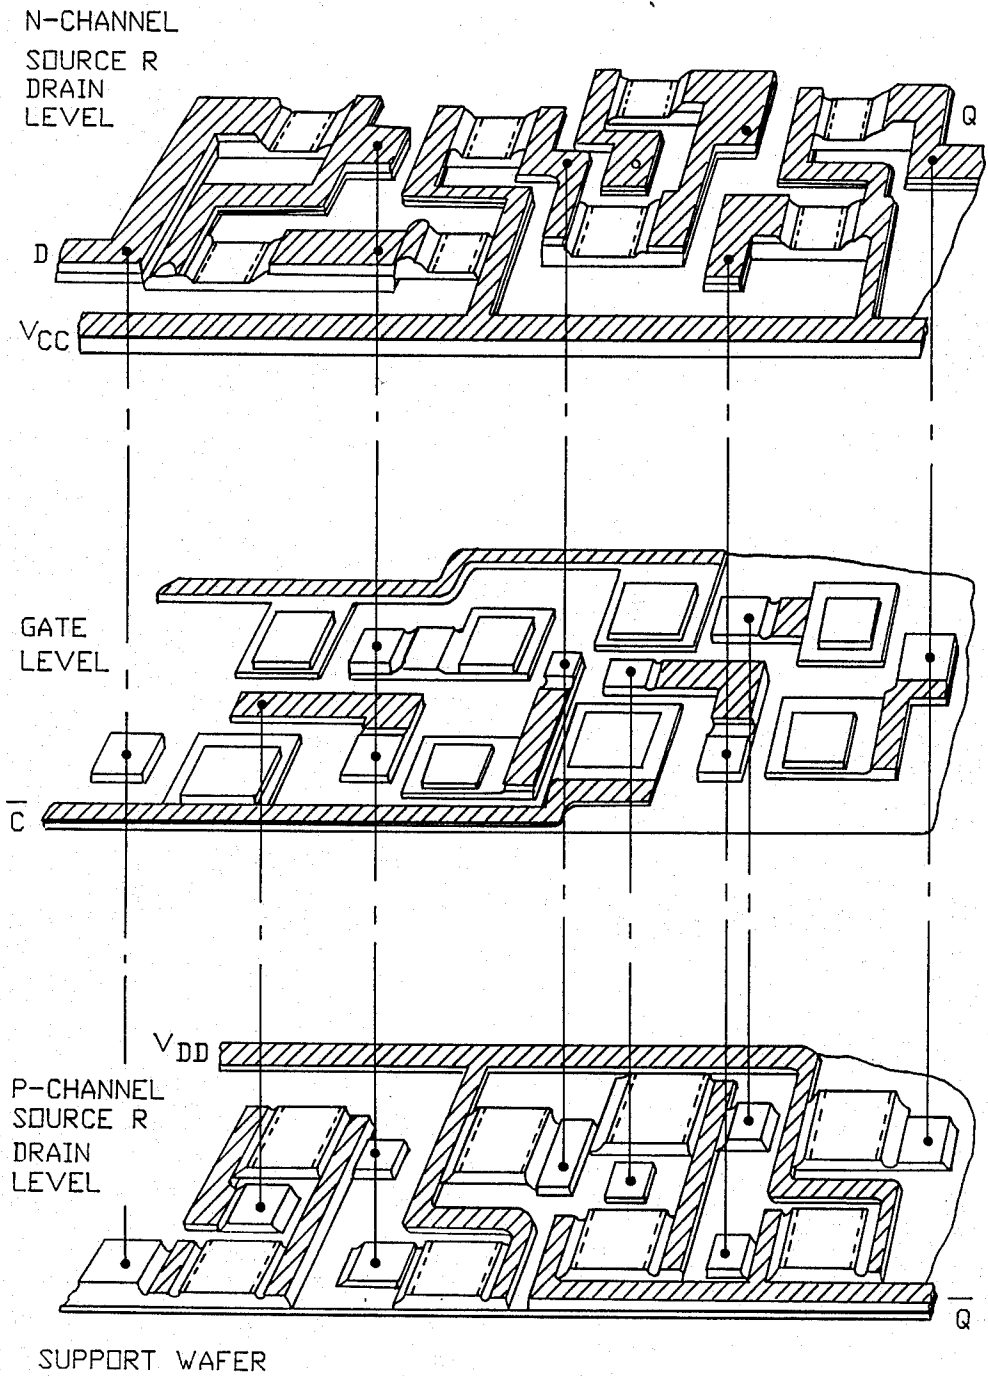 N-CHANNEL
SOURCE R
DRAIN
LEVEL
Q
D
VCC
GATE
LEVEL
C̅
VDD
P-CHANNEL
SOURCE R
DRAIN
LEVEL
Q̅
SUPPORT WAFER